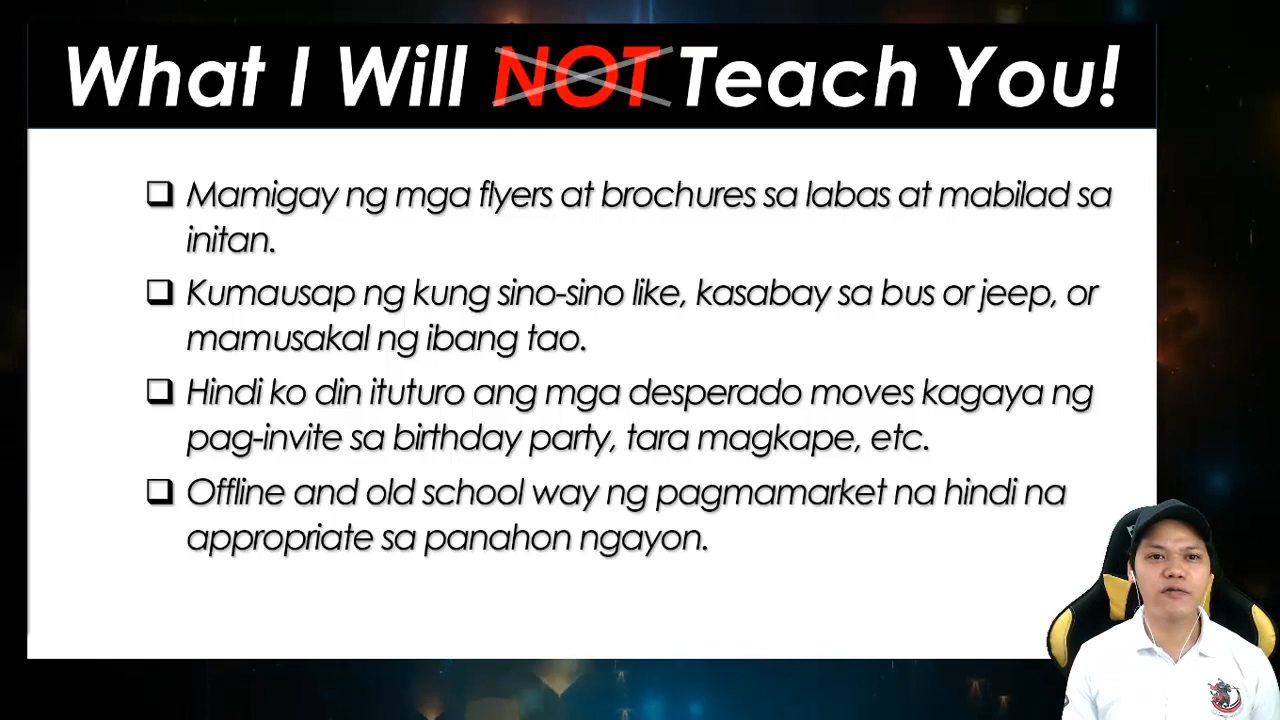 What I Will NOT Teach You!
❑ Mamigay ng mga flyers at brochures sa labas at mabilad sa
initan.
❑ Kumausap ng kung sino-sino like, kasabay sa bus or jeep, or
mamusakal ng ibang tao.
❑ Hindi ko din ituturo ang mga desperado moves kagaya ng
pag-invite sa birthday party, tara magkape, etc.
❑ Offline and old school way ng pagmamarket na hindi na
appropriate sa panahon ngayon.